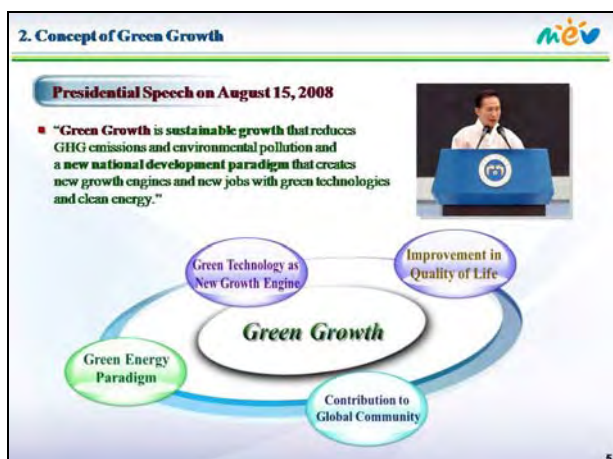 2. Concept of Green Growth
mev
Presidential Speech on August 15, 2008
"Green Growth is sustainable growth that reduces
GHG emissions and environmental pollution and
a new national development paradigm that creates
new growth engines and new jobs with green technologies
and clean energy."
Green Technology as
New Growth Engine
Improvement in
Quality of Life
Green Growth
Green Energy
Paradigm
Contribution to
Global Community
5